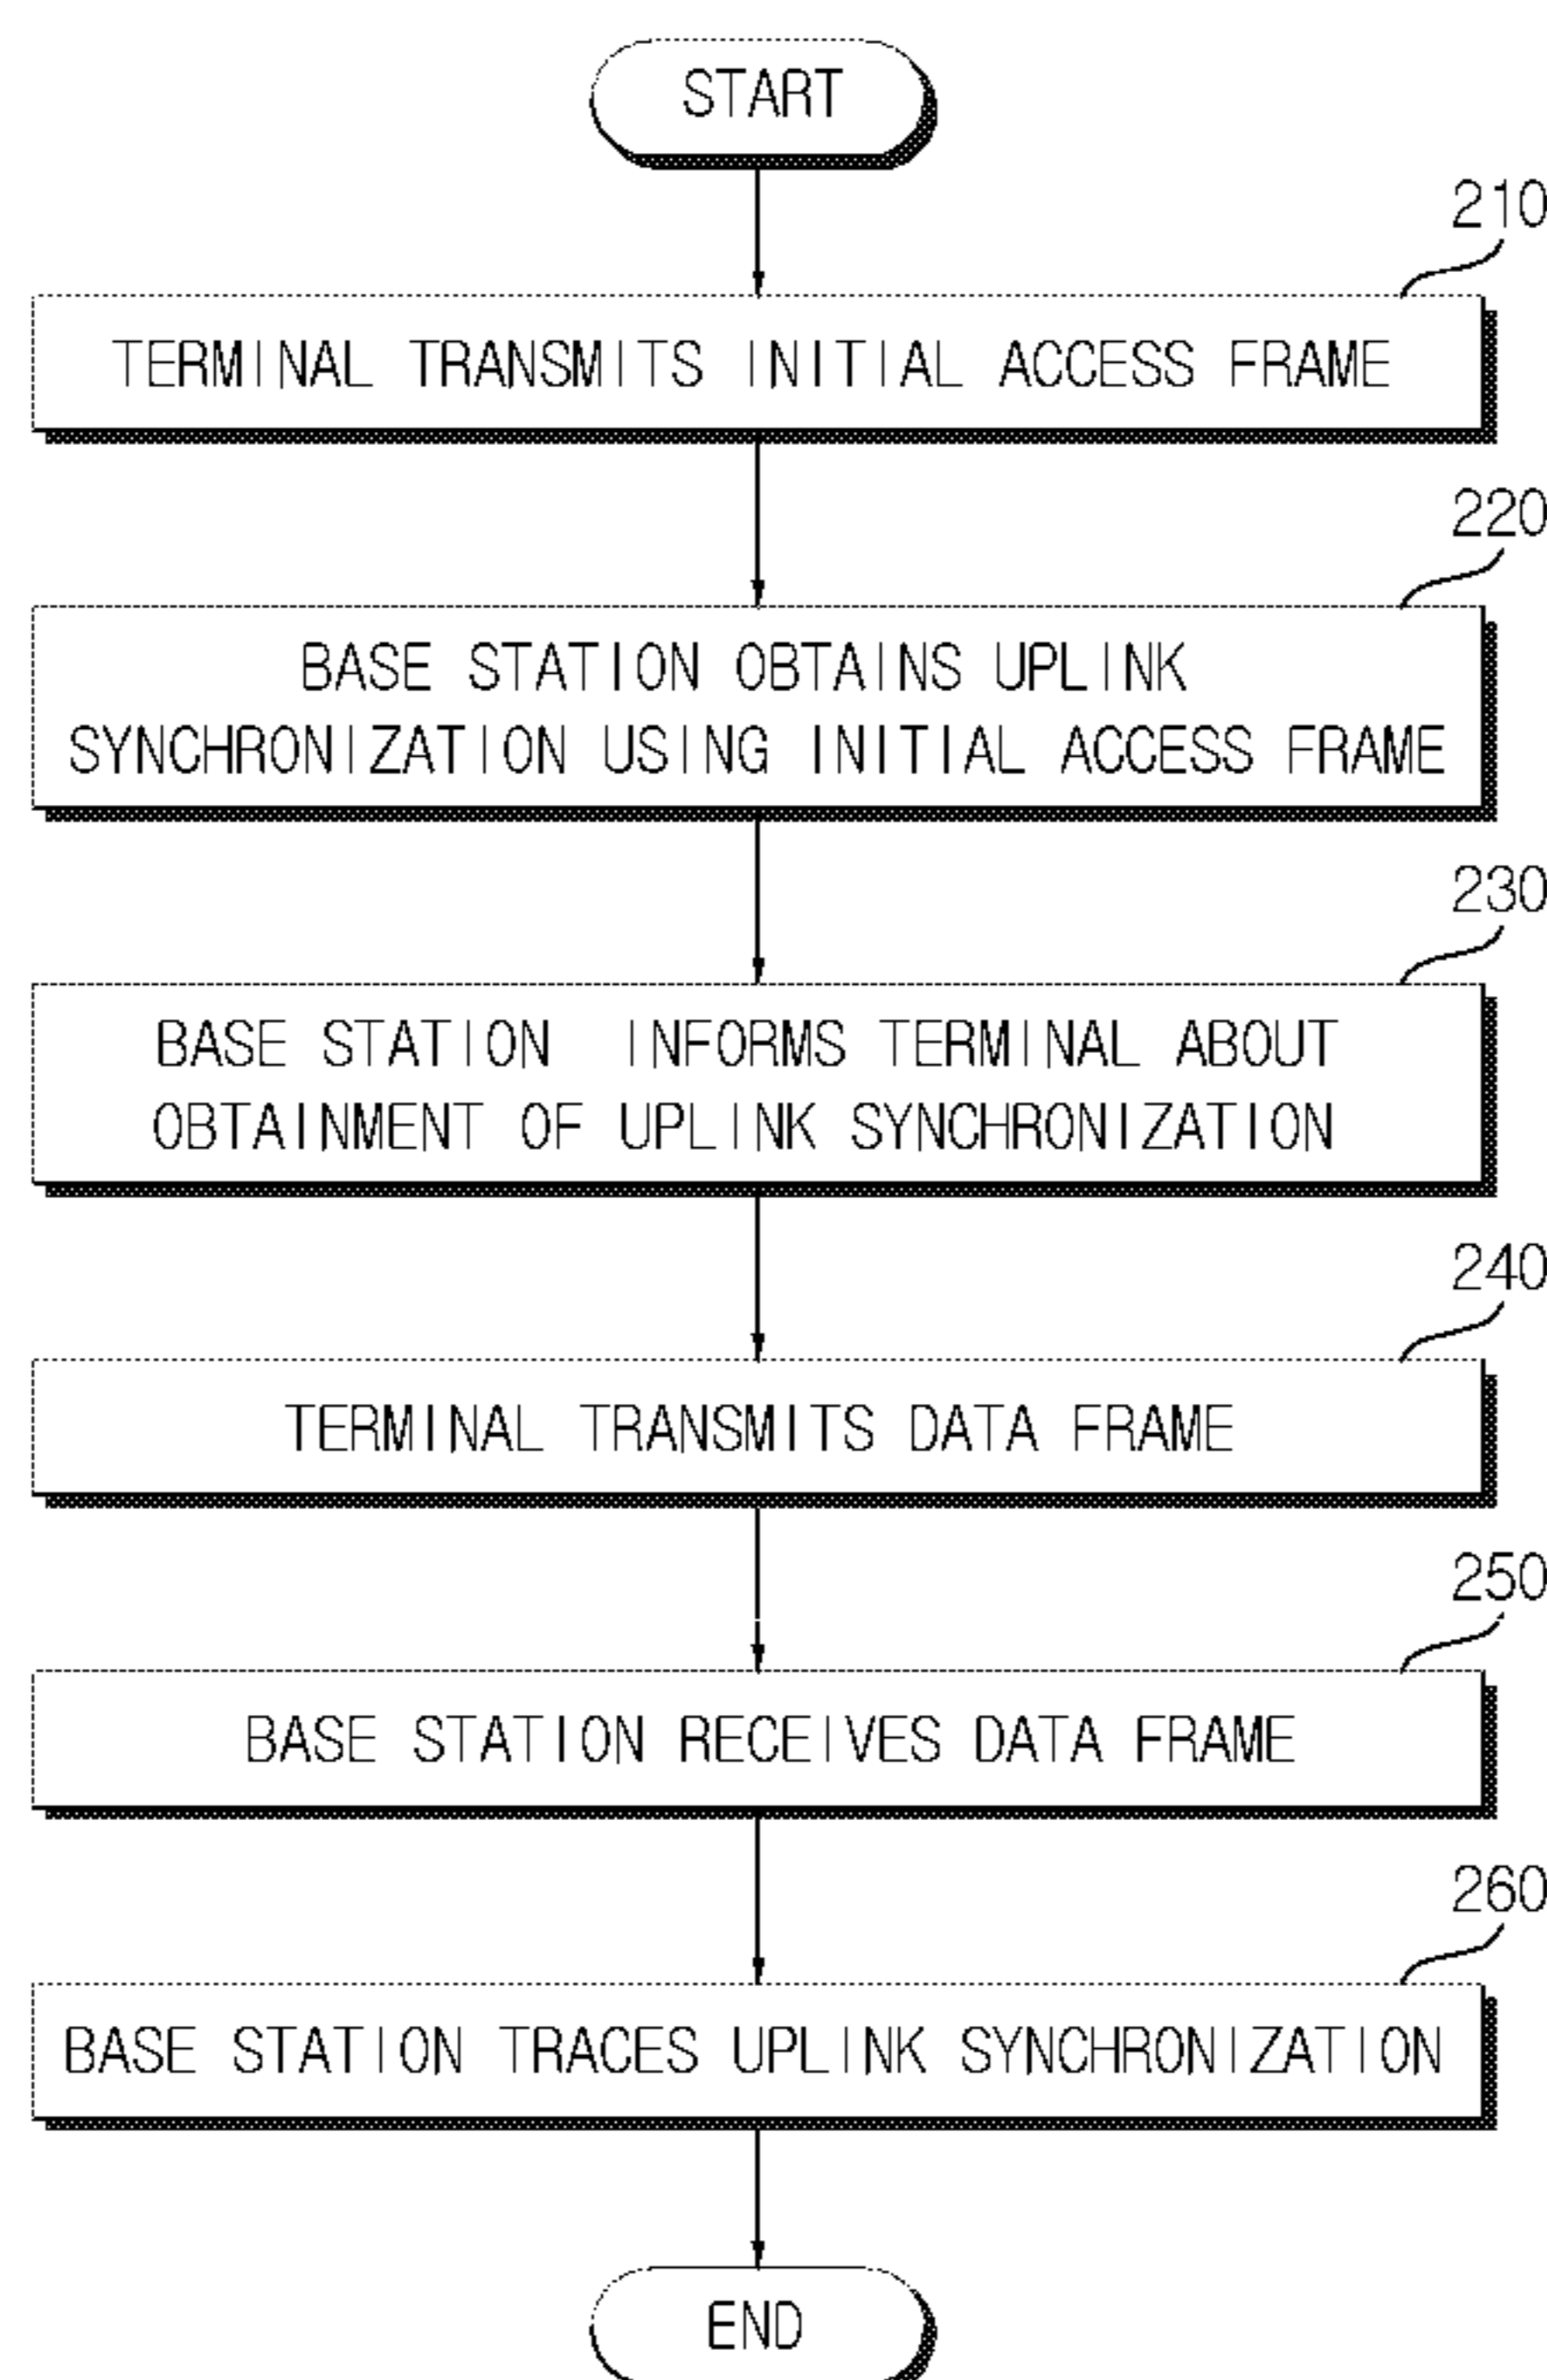 START
210
TERMINAL TRANSMITS INITIAL ACCESS FRAME
220
BASE STATION OBTAINS UPLINK
SYNCHRONIZATION USING INITIAL ACCESS FRAME
230
BASE STATION INFORMS TERMINAL ABOUT
OBTAINMENT OF UPLINK SYNCHRONIZATION
240
TERMINAL TRANSMITS DATA FRAME
250
BASE STATION RECEIVES DATA FRAME
260
BASE STATION TRACES UPLINK SYNCHRONIZATION
END